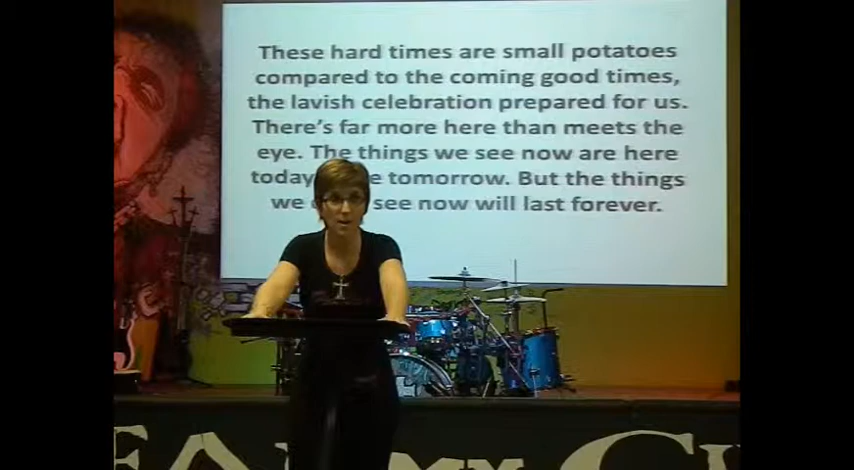 These hard times are small potatoes
compared to the coming good times,
the lavish celebration prepared for us.
There's far more here than meets the
eye. The things we see now are here
today, tomorrow. But the things
we see now will last forever.